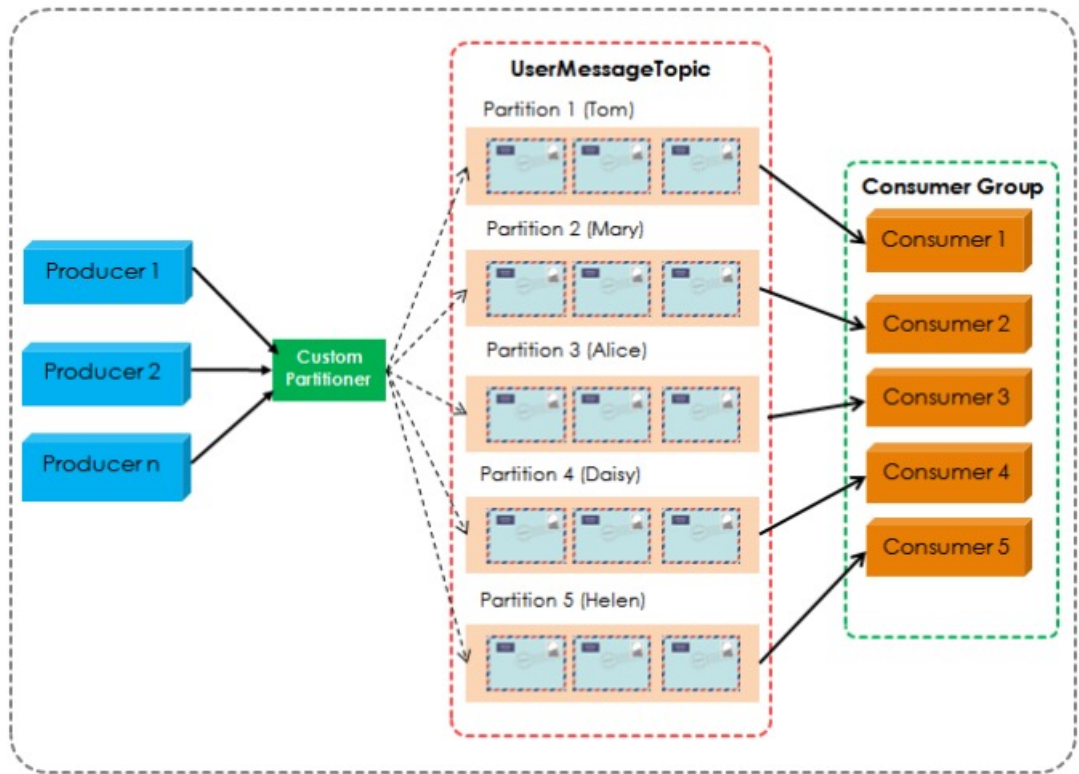 UserMessageTopic
Partition 1 (Tom)
Partition 2 (Mary)
Partition 3 (Alice)
Partition 4 (Daisy)
Partition 5 (Helen)
Producer 1
Producer 2
Producer n
Custom
Partitioner
Consumer Group
Consumer 1
Consumer 2
Consumer 3
Consumer 4
Consumer 5